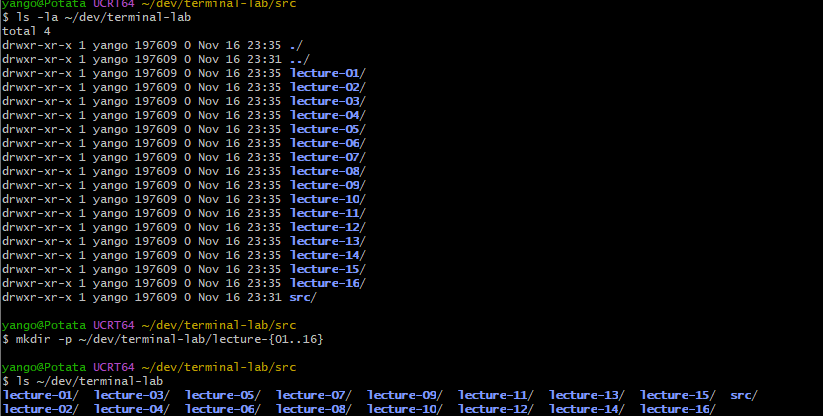 yango@Potata UCRT64 ~/dev/terminal-lab/src
$ ls -la ~/dev/terminal-lab
total 4
drwxr-xr-x 1 yango 197609 0 Nov 16 23:35 ./
drwxr-xr-x 1 yango 197609 0 Nov 16 23:31 ../
drwxr-xr-x 1 yango 197609 0 Nov 16 23:35 lecture-01/
drwxr-xr-x 1 yango 197609 0 Nov 16 23:35 lecture-02/
drwxr-xr-x 1 yango 197609 0 Nov 16 23:35 lecture-03/
drwxr-xr-x 1 yango 197609 0 Nov 16 23:35 lecture-04/
drwxr-xr-x 1 yango 197609 0 Nov 16 23:35 lecture-05/
drwxr-xr-x 1 yango 197609 0 Nov 16 23:35 lecture-06/
drwxr-xr-x 1 yango 197609 0 Nov 16 23:35 lecture-07/
drwxr-xr-x 1 yango 197609 0 Nov 16 23:35 lecture-08/
drwxr-xr-x 1 yango 197609 0 Nov 16 23:35 lecture-09/
drwxr-xr-x 1 yango 197609 0 Nov 16 23:35 lecture-10/
drwxr-xr-x 1 yango 197609 0 Nov 16 23:35 lecture-11/
drwxr-xr-x 1 yango 197609 0 Nov 16 23:35 lecture-12/
drwxr-xr-x 1 yango 197609 0 Nov 16 23:35 lecture-13/
drwxr-xr-x 1 yango 197609 0 Nov 16 23:35 lecture-14/
drwxr-xr-x 1 yango 197609 0 Nov 16 23:35 lecture-15/
drwxr-xr-x 1 yango 197609 0 Nov 16 23:35 lecture-16/
drwxr-xr-x 1 yango 197609 0 Nov 16 23:31 src/
yango@Potata UCRT64 ~/dev/terminal-lab/src
$ mkdir -p ~/dev/terminal-lab/lecture-{01..16}
yango@Potata UCRT64 ~/dev/terminal-lab/src
$ ls ~/dev/terminal-lab
lecture-01/ lecture-03/ lecture-05/ lecture-07/ lecture-09/ lecture-11/ lecture-13/ lecture-15/ src/
lecture-02/ lecture-04/ lecture-06/ lecture-08/ lecture-10/ lecture-12/ lecture-14/ lecture-16/